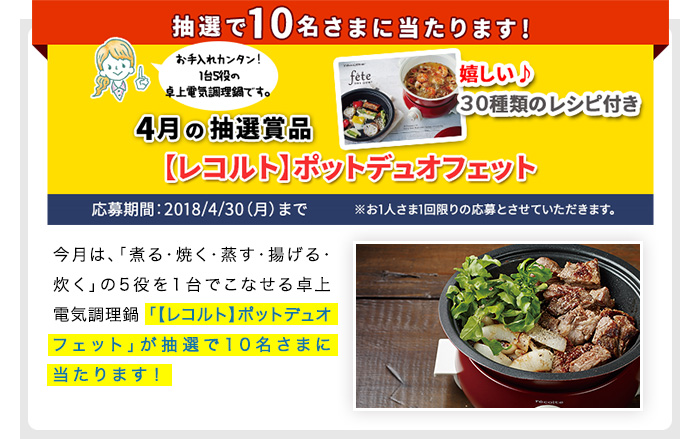 抽選で10名さまに当たります！
お手入れカンタン！
1台5役の
卓上電気調理鍋です。
fête
嬉しい♪
30種類のレシピ付き
4月の抽選賞品
【レコルト】ポットデュオフェット
応募期間：2018/4/30（月）まで
※お1人さま1回限りの応募とさせていただきます。
今月は、「煮る・焼く・蒸す・揚げる・
炊く」の５役を１台でこなせる卓上
電気調理鍋「【レコルト】ポットデュオ
フェット」が抽選で１０名さまに
当たります！
récolte